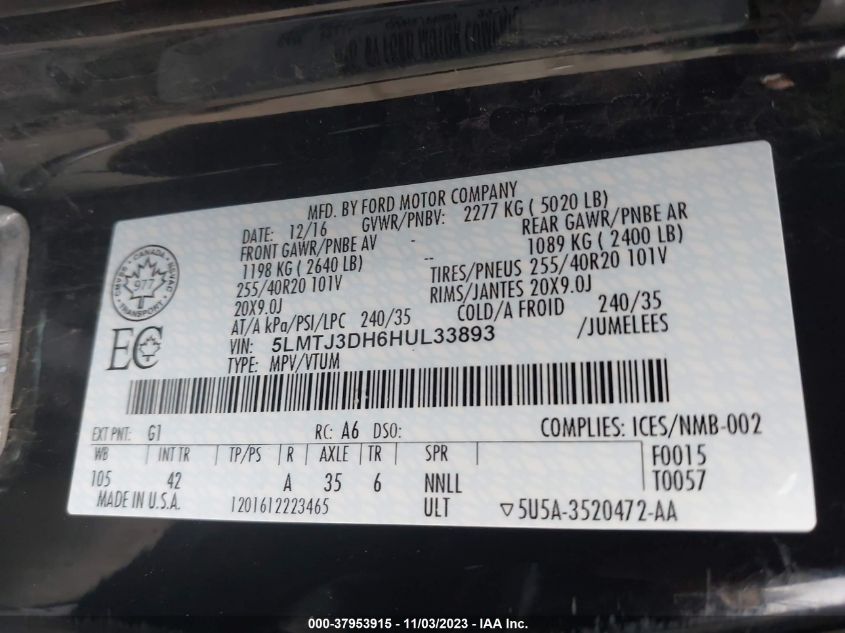 MFD. BY FORD MOTOR COMPANY
DATE: 12/16 GVWR/PNBV: 2277 KG ( 5020 LB)
FRONT GAWR/PNBE AV - REAR GAWR/PNBE AR
1198 KG ( 2640 LB) -- 1089 KG ( 2400 LB)
255/40R20 101V TIRES/PNEUS 255/40R20 101V
20X9.0J RIMS/JANTES 20X9.0J
AT/A kPa/PSI/LPC 240/35 COLD/A FROID 240/35
VIN: 5LMTJ3DH6HUL33893 /JUMELEES
TYPE: MPV/VTUM
CANADA
977
TRANSPORT
EC
EXT PNT: G1 RC: A6 DSO: COMPLIES: ICES/NMB-002
WB INT TR TP/PS R AXLE TR SPR F0015
105 42 A 35 6 NNLL T0057
MADE IN U.S.A. 1201612223465 ULT ▽5U5A-3520472-AA
000-37953915 - 11/03/2023 - IAA Inc.